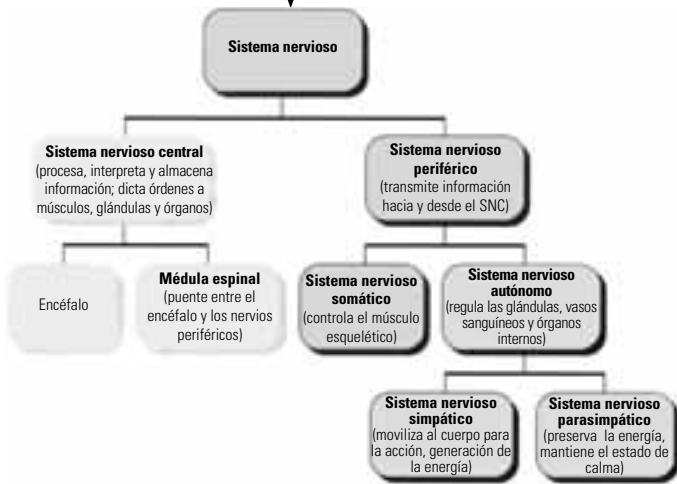 Sistema nervioso
Sistema nervioso central
(procesa, interpreta y almacena
información; dicta órdenes a
músculos, glándulas y órganos)
Sistema nervioso
periférico
(transmite información
hacia y desde el SNC)
Encéfalo
Médula espinal
(puente entre el
encéfalo y los nervios
periféricos)
Sistema nervioso
somático
(controla el músculo
esquelético)
Sistema nervioso
autónomo
(regula las glándulas, vasos
sanguíneos y órganos
internos)
Sistema nervioso
simpático
(moviliza al cuerpo para
la acción, generación de
la energía)
Sistema nervioso
parasimpático
(preserva la energía,
mantiene el estado de
calma)